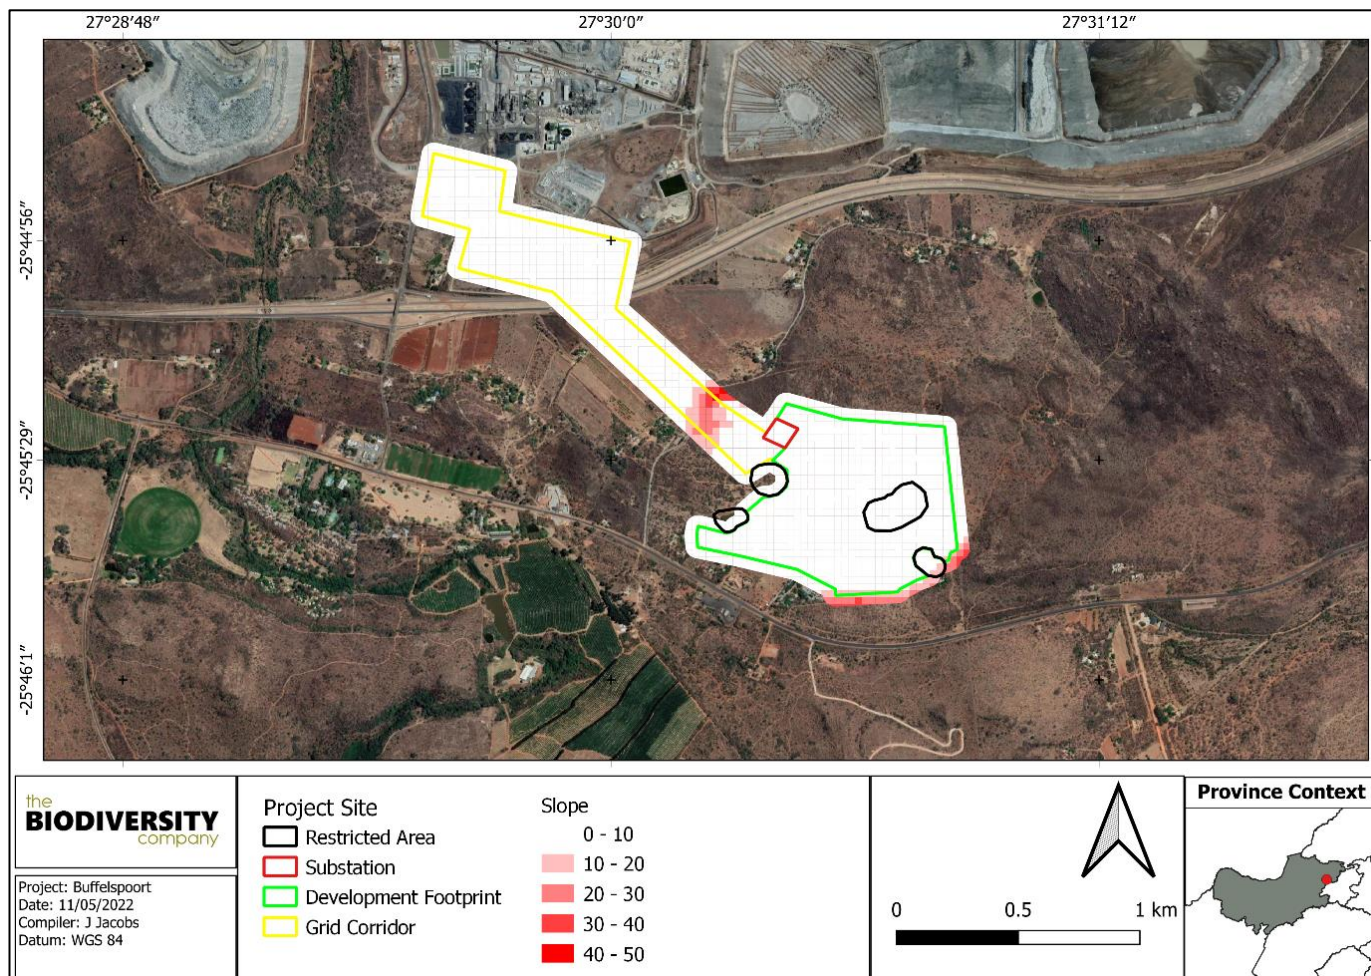 27°28'48"
27°30'0"
27°31'12"
-25°44'56"
-25°45'29"
-25°46'1"
the
BIODIVERSITY
company
Project: Buffelspoort
Date: 11/05/2022
Compiler: J Jacobs
Datum: WGS 84
Project Site
Restricted Area
Substation
Development Footprint
Grid Corridor
Slope
0 - 10
10 - 20
20 - 30
30 - 40
40 - 50
0
0.5
1 km
Province Context